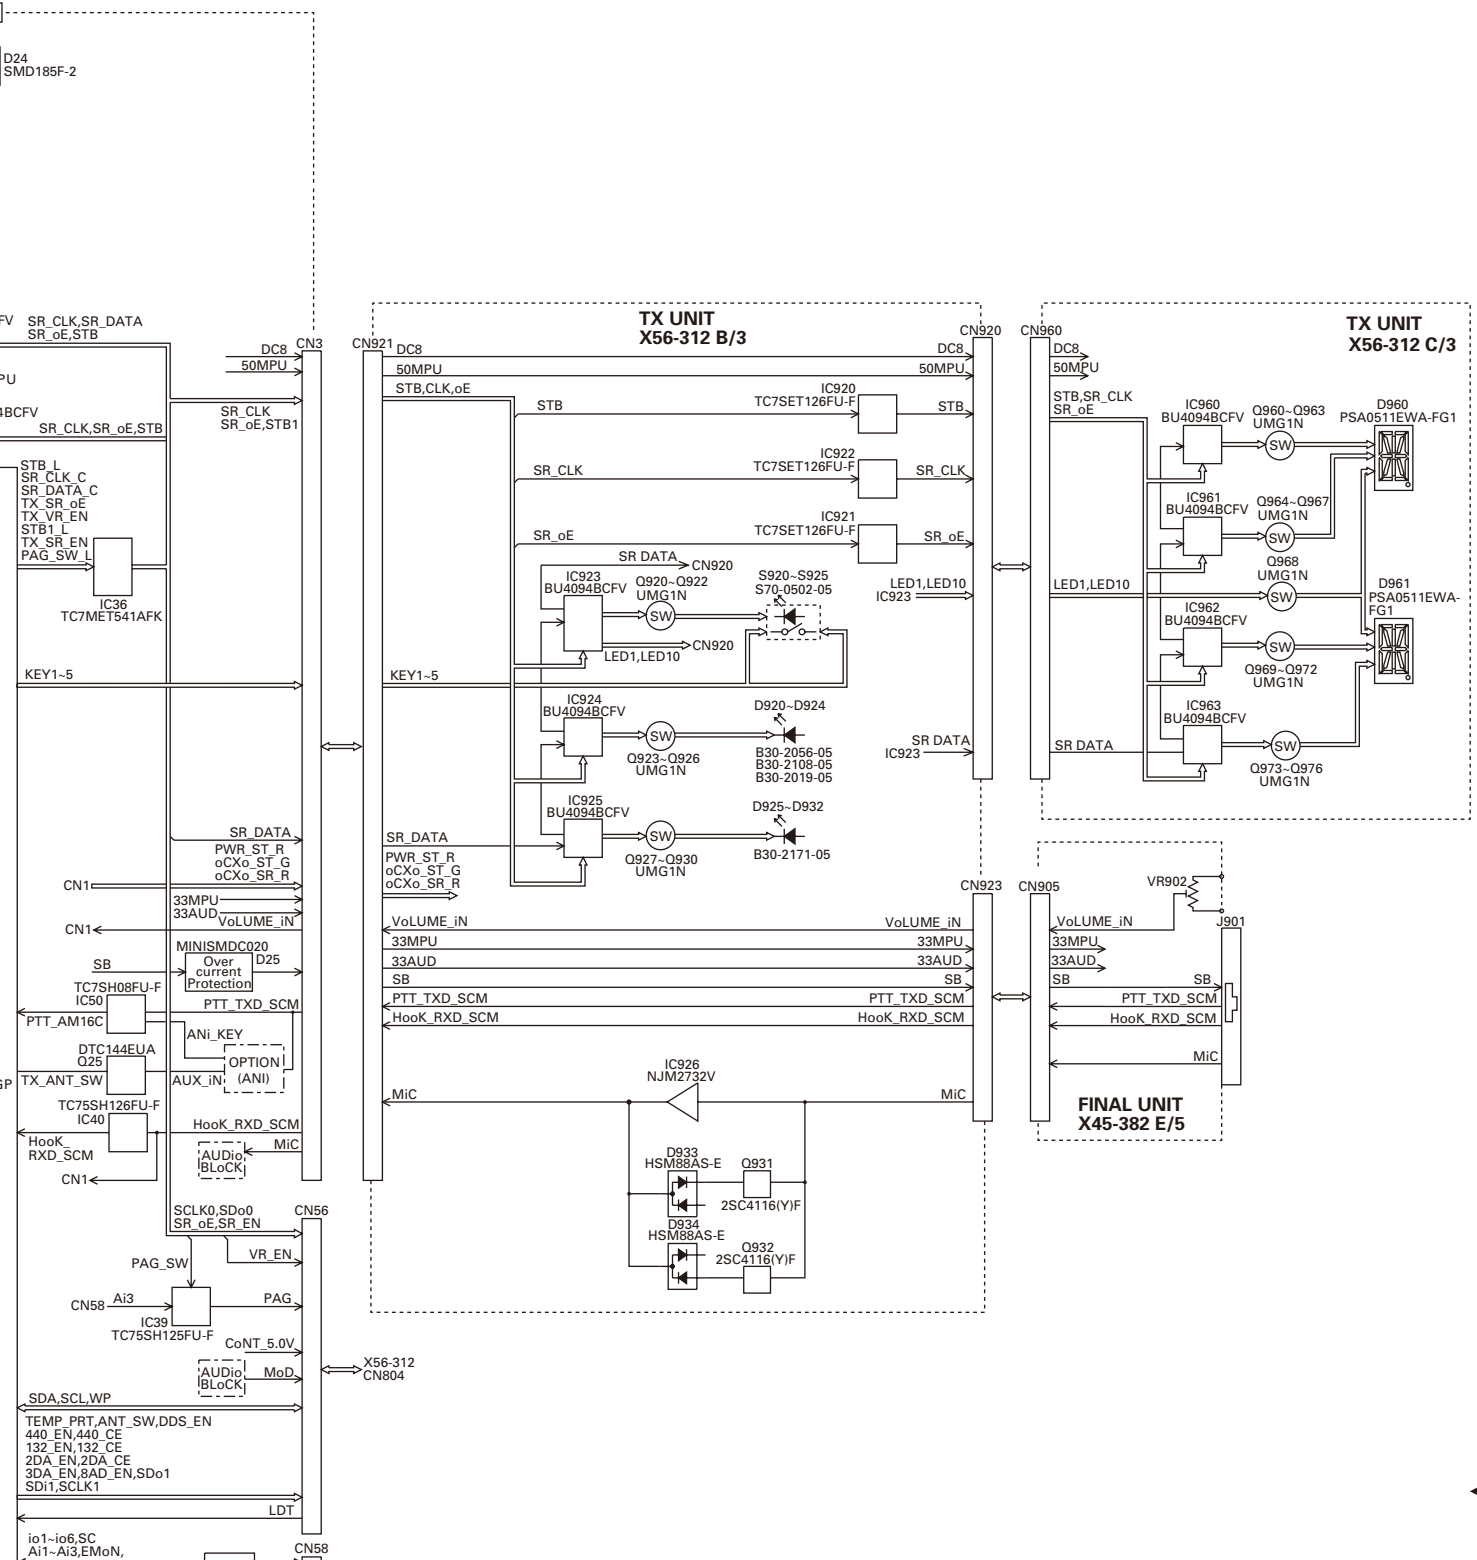 D24
SMD185F-2
FV
SR_CLK,SR_DATA
SR_oE,STB
PU
4BCFV
SR_CLK,SR_oE,STB
STB_L
SR_CLK_C
SR_DATA_C
TX_SR_oE
TX_VR_EN
STB1_L
TX_SR_EN
PAG_SW_L
IC36
TC7MET541AFK
KEY1~5
DC8
50MPU
CN3
SR_CLK
SR_oE,STB1
SR_DATA
PWR_ST_R
oCXo_ST_G
oCXo_SR_R
CN1
33MPU
33AUD
VoLUME_iN
CN1
MINISMDC020
D25
Over
current
Protection
SB
TC7SH08FU-F
IC50
PTT_TXD_SCM
PTT_AM16C
ANi_KEY
DTC144EUA
Q25
OPTION
(ANI)
GP
TX_ANT_SW
AUX_iN
TC75SH126FU-F
IC40
HooK_RXD_SCM
HooK_
RXD_SCM
AUDio
BLoCK
MiC
CN1
SCLK0,SDo0
SR_oE,SR_EN
CN56
VR_EN
PAG_SW
CN58
Ai3
PAG
IC39
TC75SH125FU-F
CoNT_5.0V
AUDio
BLoCK
MoD
X56-312
CN804
SDA,SCL,WP
TEMP_PRT,ANT_SW,DDS_EN
440_EN,440_CE
132_EN,132_CE
2DA_EN,2DA_CE
3DA_EN,8AD_EN,SDo1
SDi1,SCLK1
LDT
io1~io6,SC
Ai1~Ai3,EMoN,
CN58
TX UNIT
X56-312 B/3
CN921
CN920
DC8
DC8
50MPU
50MPU
STB,CLK,oE
STB
IC920
TC7SET126FU-F
STB
SR_CLK
IC922
TC7SET126FU-F
SR_CLK
SR_oE
IC921
TC7SET126FU-F
SR_oE
SR DATA
CN920
IC923
BU4094BCFV
Q920~Q922
UMG1N
SW
S920~S925
S70-0502-05
LED1,LED10
IC923
CN920
LED1,LED10
KEY1~5
IC924
BU4094BCFV
SW
Q923~Q926
UMG1N
D920~D924
B30-2056-05
B30-2108-05
B30-2019-05
SR DATA
IC923
IC925
BU4094BCFV
SW
Q927~Q930
UMG1N
D925~D932
B30-2171-05
SR_DATA
PWR_ST_R
oCXo_ST_G
oCXo_SR_R
CN923
VoLUME_iN
VoLUME_iN
33MPU
33MPU
33AUD
33AUD
SB
SB
PTT_TXD_SCM
PTT_TXD_SCM
HooK_RXD_SCM
HooK_RXD_SCM
IC926
NJM2732V
MiC
MiC
D933
HSM88AS-E
Q931
2SC4116(Y)F
D934
HSM88AS-E
Q932
2SC4116(Y)F
TX UNIT
X56-312 C/3
CN960
DC8
50MPU
STB,SR_CLK
SR_oE
IC960
BU4094BCFV
Q960~Q963
UMG1N
SW
D960
PSA0511EWA-FG1
IC961
BU4094BCFV
Q964~Q967
UMG1N
SW
Q968
UMG1N
SW
LED1,LED10
D961
PSA0511EWA-
FG1
IC962
BU4094BCFV
SW
Q969~Q972
UMG1N
IC963
BU4094BCFV
SW
Q973~Q976
UMG1N
SR DATA
CN905
VR902
J901
VoLUME_iN
33MPU
33AUD
SB
SB
PTT_TXD_SCM
HooK_RXD_SCM
MiC
FINAL UNIT
X45-382 E/5